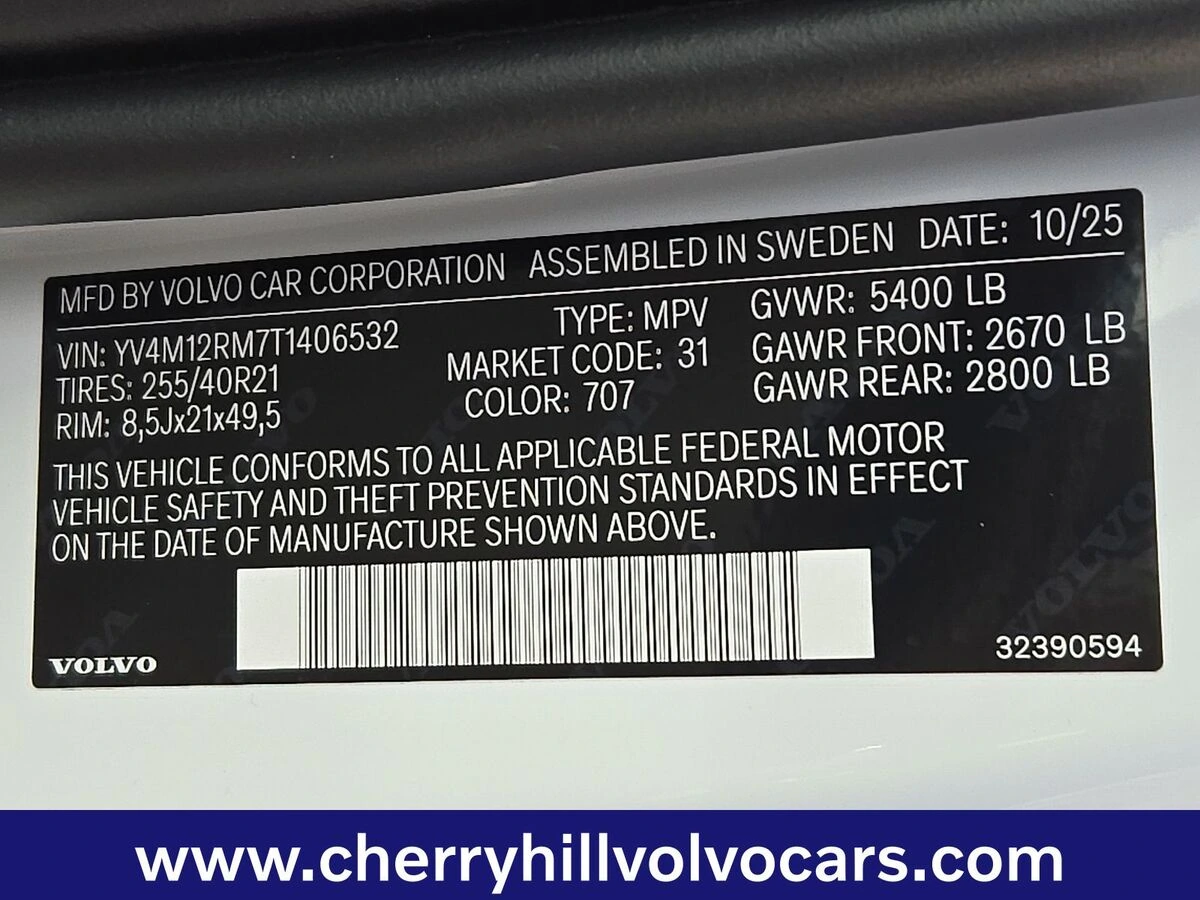 MFD BY VOLVO CAR CORPORATION ASSEMBLED IN SWEDEN DATE: 10/25
VIN: YV4M12RM7T1406532
TIRES: 255/40R21
RIM: 8,5Jx21x49,5
TYPE: MPV
MARKET CODE: 31
COLOR: 707
GVWR: 5400 LB
GAWR FRONT: 2670 LB
GAWR REAR: 2800 LB
THIS VEHICLE CONFORMS TO ALL APPLICABLE FEDERAL MOTOR
VEHICLE SAFETY AND THEFT PREVENTION STANDARDS IN EFFECT
ON THE DATE OF MANUFACTURE SHOWN ABOVE.
VOLVO
32390594
www.cherryhillvolvocars.com